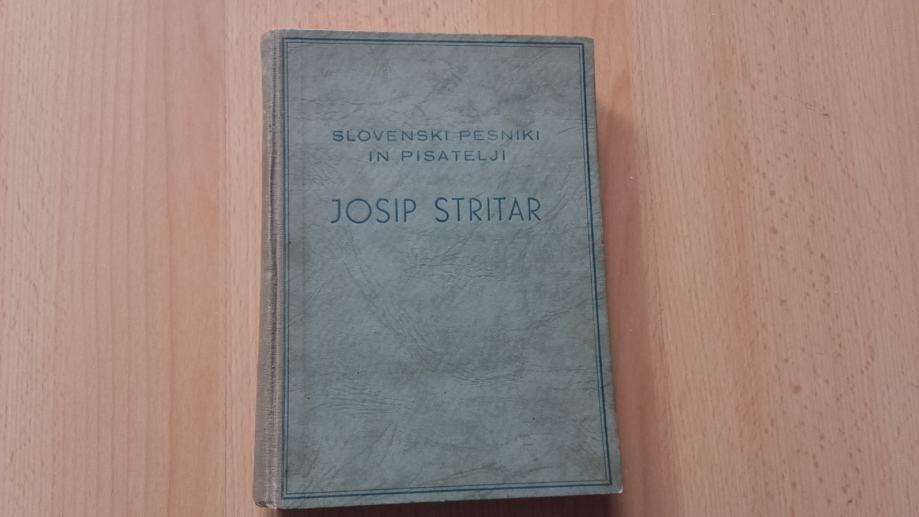 SLOVENSKI PESNIKI
IN PISATELJI
JOSIP STRITAR